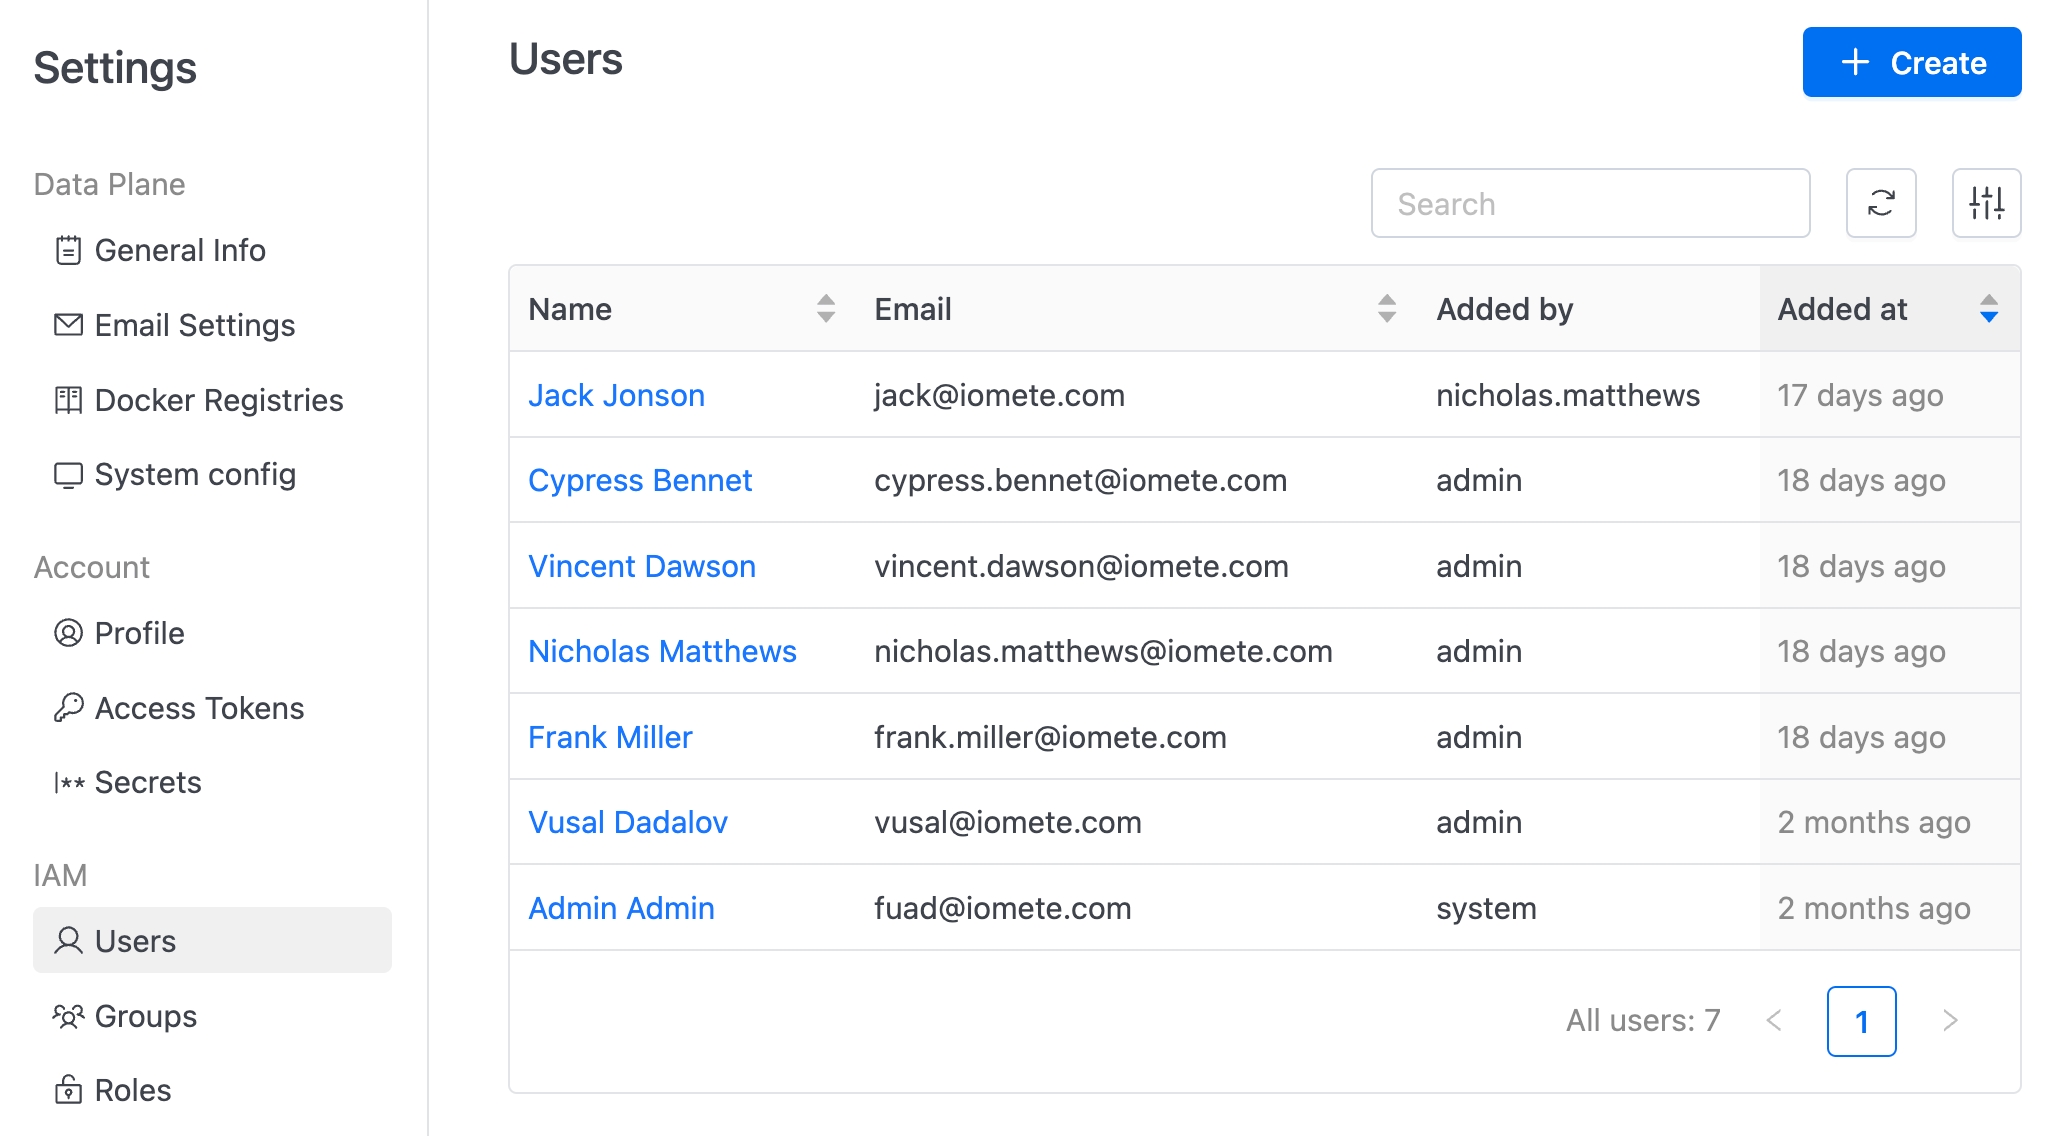 Settings
Data Plane
General Info
Email Settings
Docker Registries
System config
Account
Profile
Access Tokens
Secrets
IAM
Users
Groups
Roles
Users
+ Create
Search
Name Email Added by Added at
Jack Jonson jack@iomete.com nicholas.matthews 17 days ago
Cypress Bennet cypress.bennet@iomete.com admin 18 days ago
Vincent Dawson vincent.dawson@iomete.com admin 18 days ago
Nicholas Matthews nicholas.matthews@iomete.com admin 18 days ago
Frank Miller frank.miller@iomete.com admin 18 days ago
Vusal Dadalov vusal@iomete.com admin 2 months ago
Admin Admin fuad@iomete.com system 2 months ago
All users: 7 < 1 >